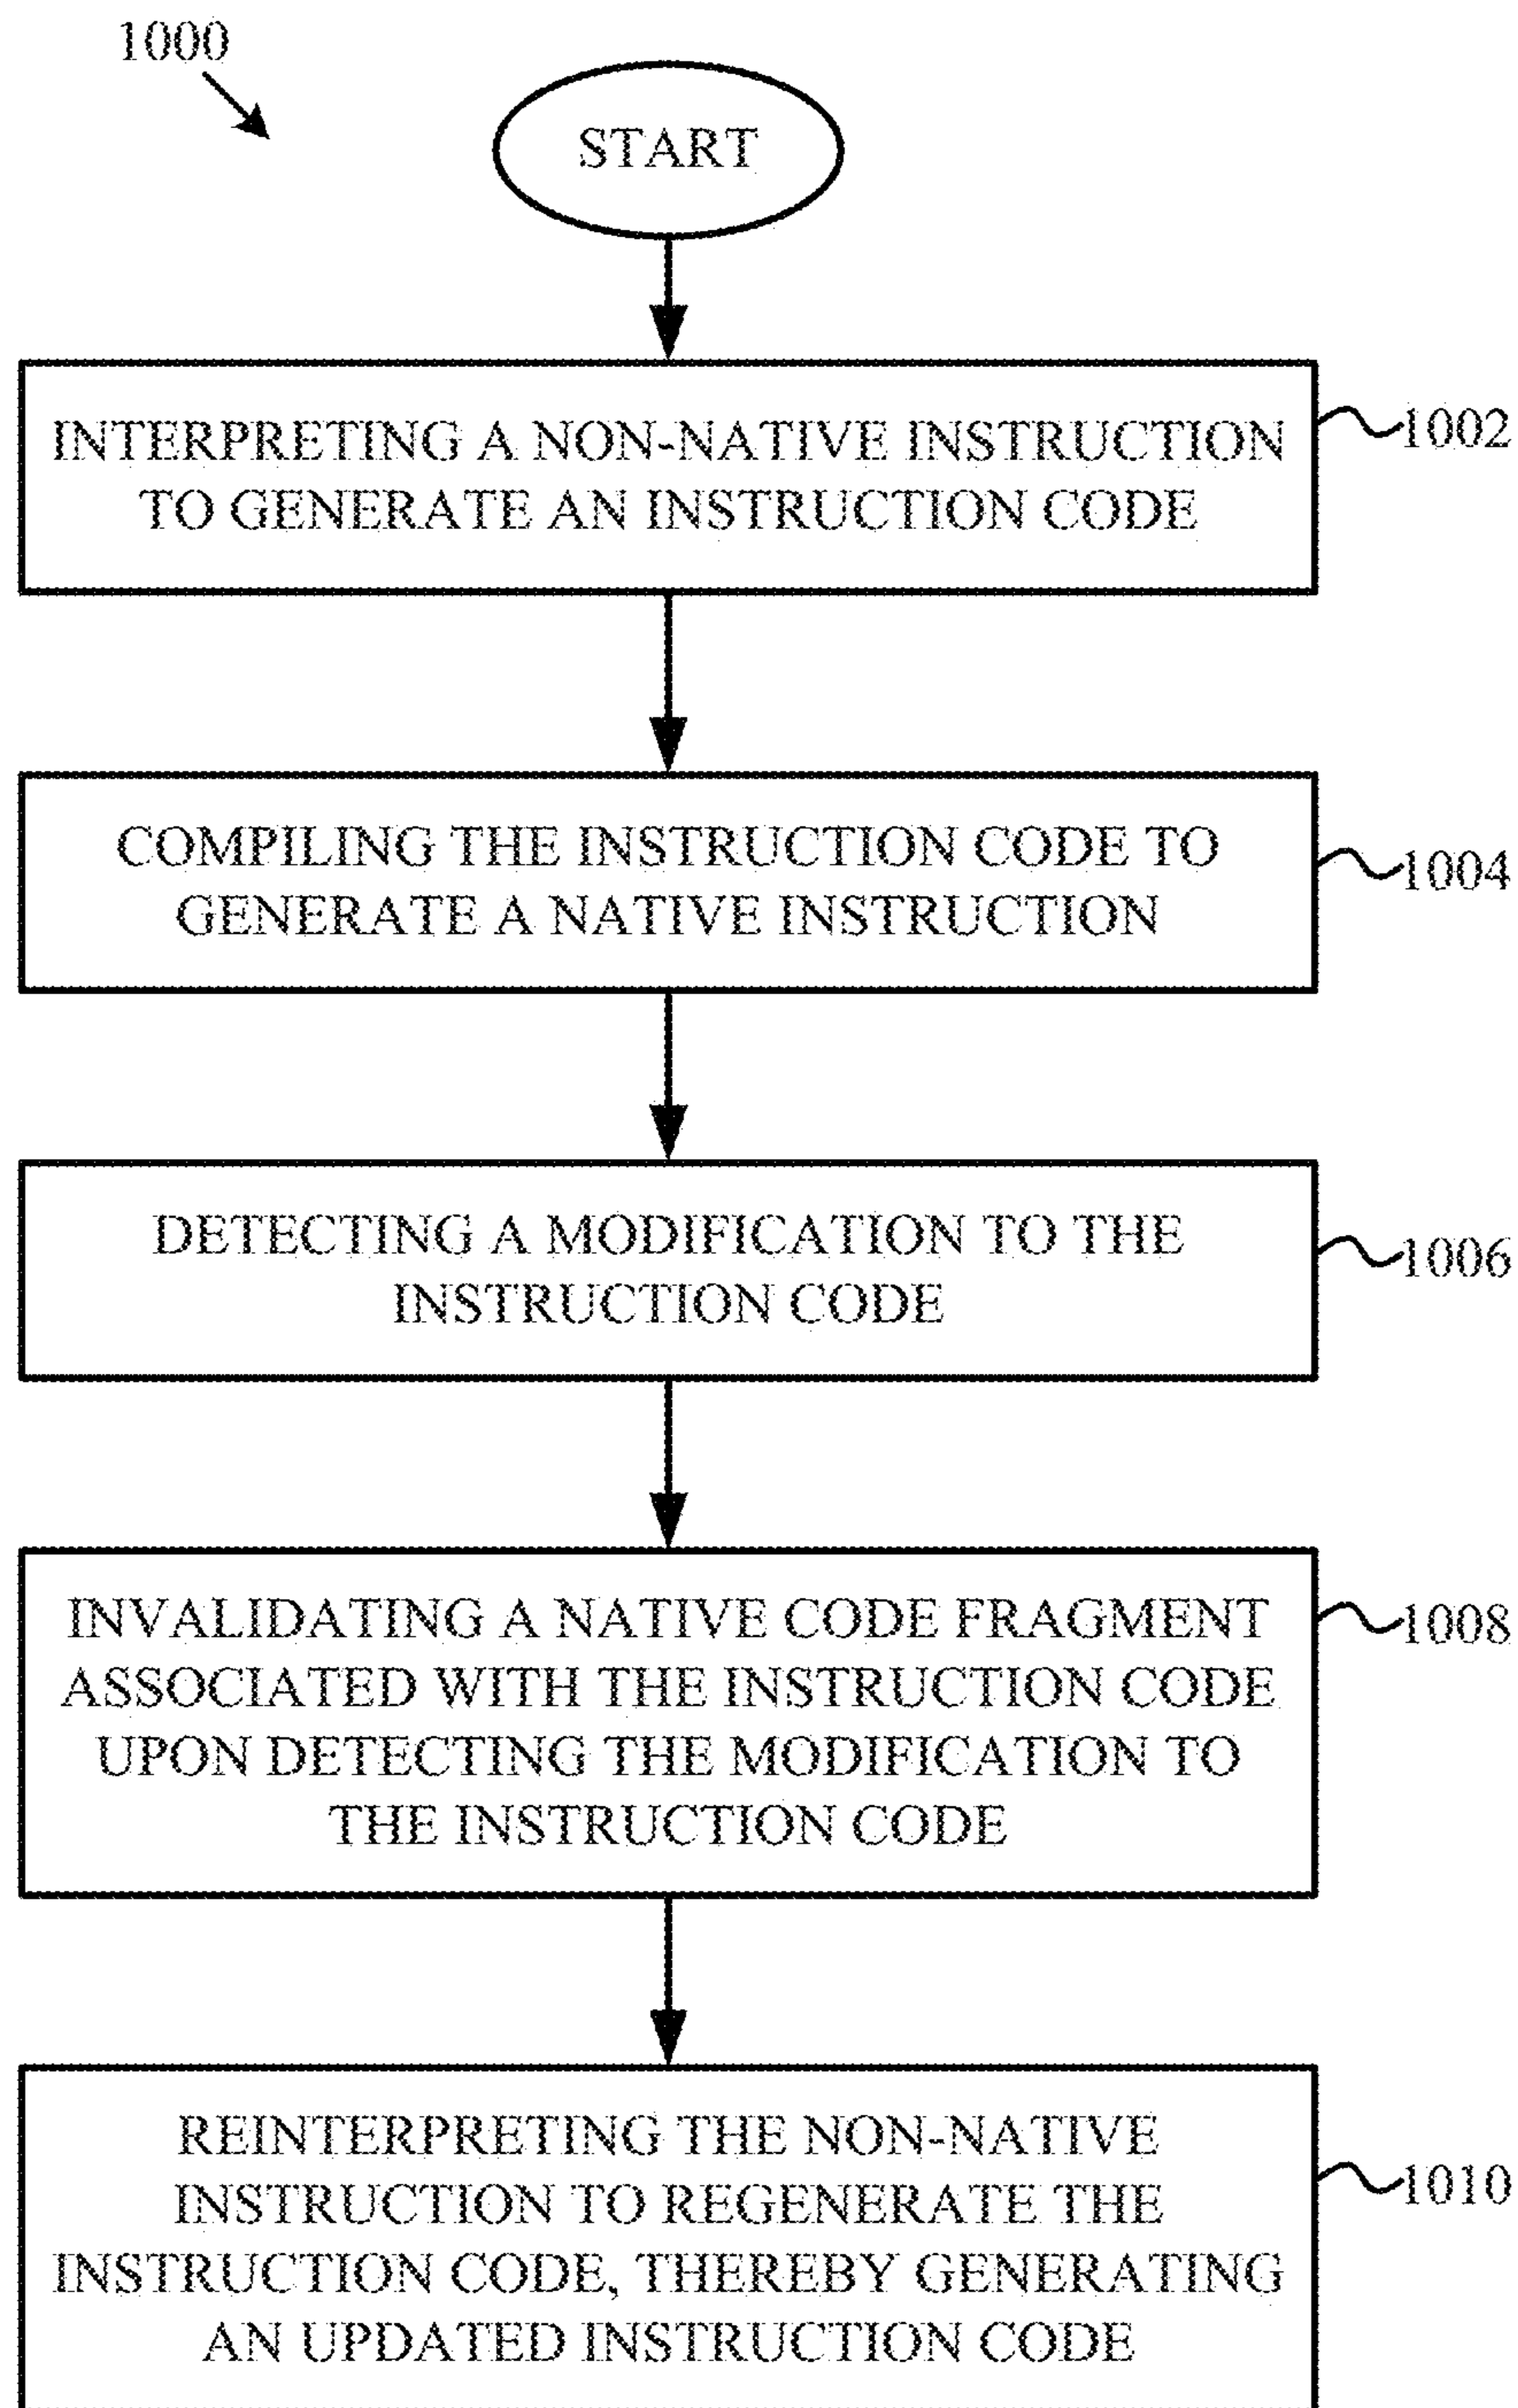 1000
START
INTERPRETING A NON-NATIVE INSTRUCTION
TO GENERATE AN INSTRUCTION CODE
1002
COMPILING THE INSTRUCTION CODE TO
GENERATE A NATIVE INSTRUCTION
1004
DETECTING A MODIFICATION TO THE
INSTRUCTION CODE
1006
INVALIDATING A NATIVE CODE FRAGMENT
ASSOCIATED WITH THE INSTRUCTION CODE
UPON DETECTING THE MODIFICATION TO
THE INSTRUCTION CODE
1008
REINTERPRETING THE NON-NATIVE
INSTRUCTION TO REGENERATE THE
INSTRUCTION CODE, THEREBY GENERATING
AN UPDATED INSTRUCTION CODE
1010